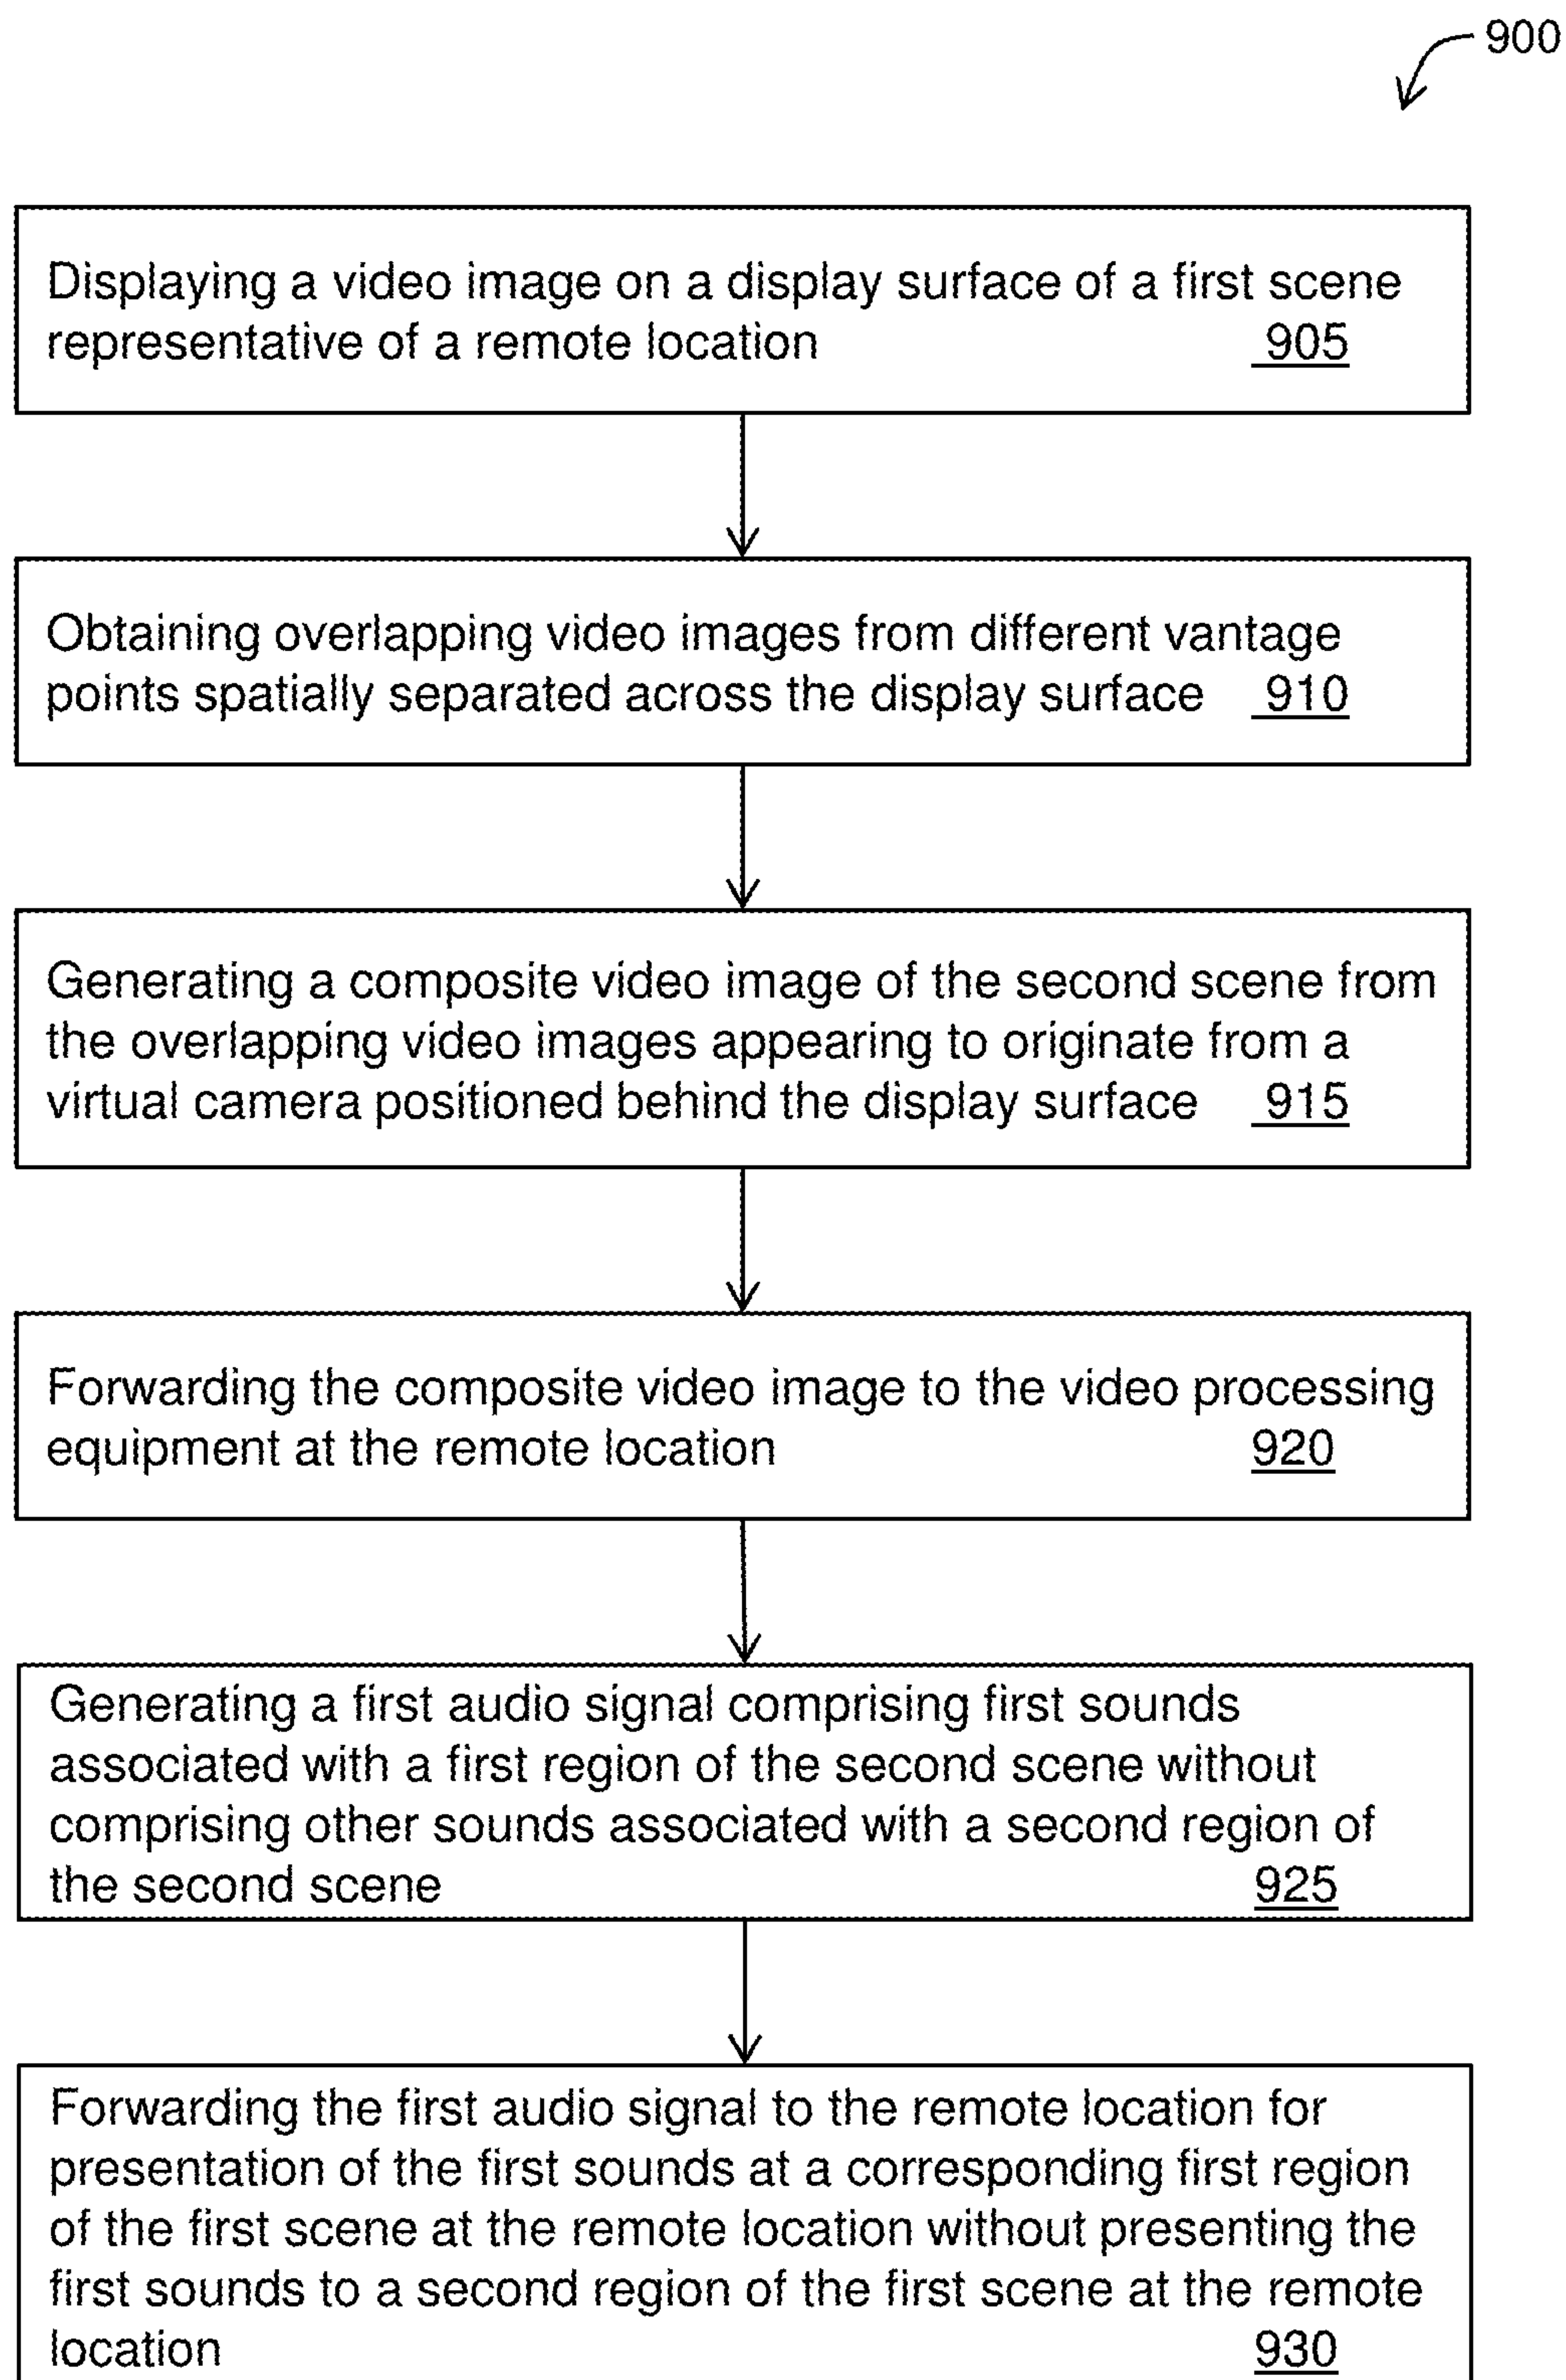 900
Displaying a video image on a display surface of a first scene
representative of a remote location 905
Obtaining overlapping video images from different vantage
points spatially separated across the display surface 910
Generating a composite video image of the second scene from
the overlapping video images appearing to originate from a
virtual camera positioned behind the display surface 915
Forwarding the composite video image to the video processing
equipment at the remote location 920
Generating a first audio signal comprising first sounds
associated with a first region of the second scene without
comprising other sounds associated with a second region of
the second scene 925
Forwarding the first audio signal to the remote location for
presentation of the first sounds at a corresponding first region
of the first scene at the remote location without presenting the
first sounds to a second region of the first scene at the remote
location 930